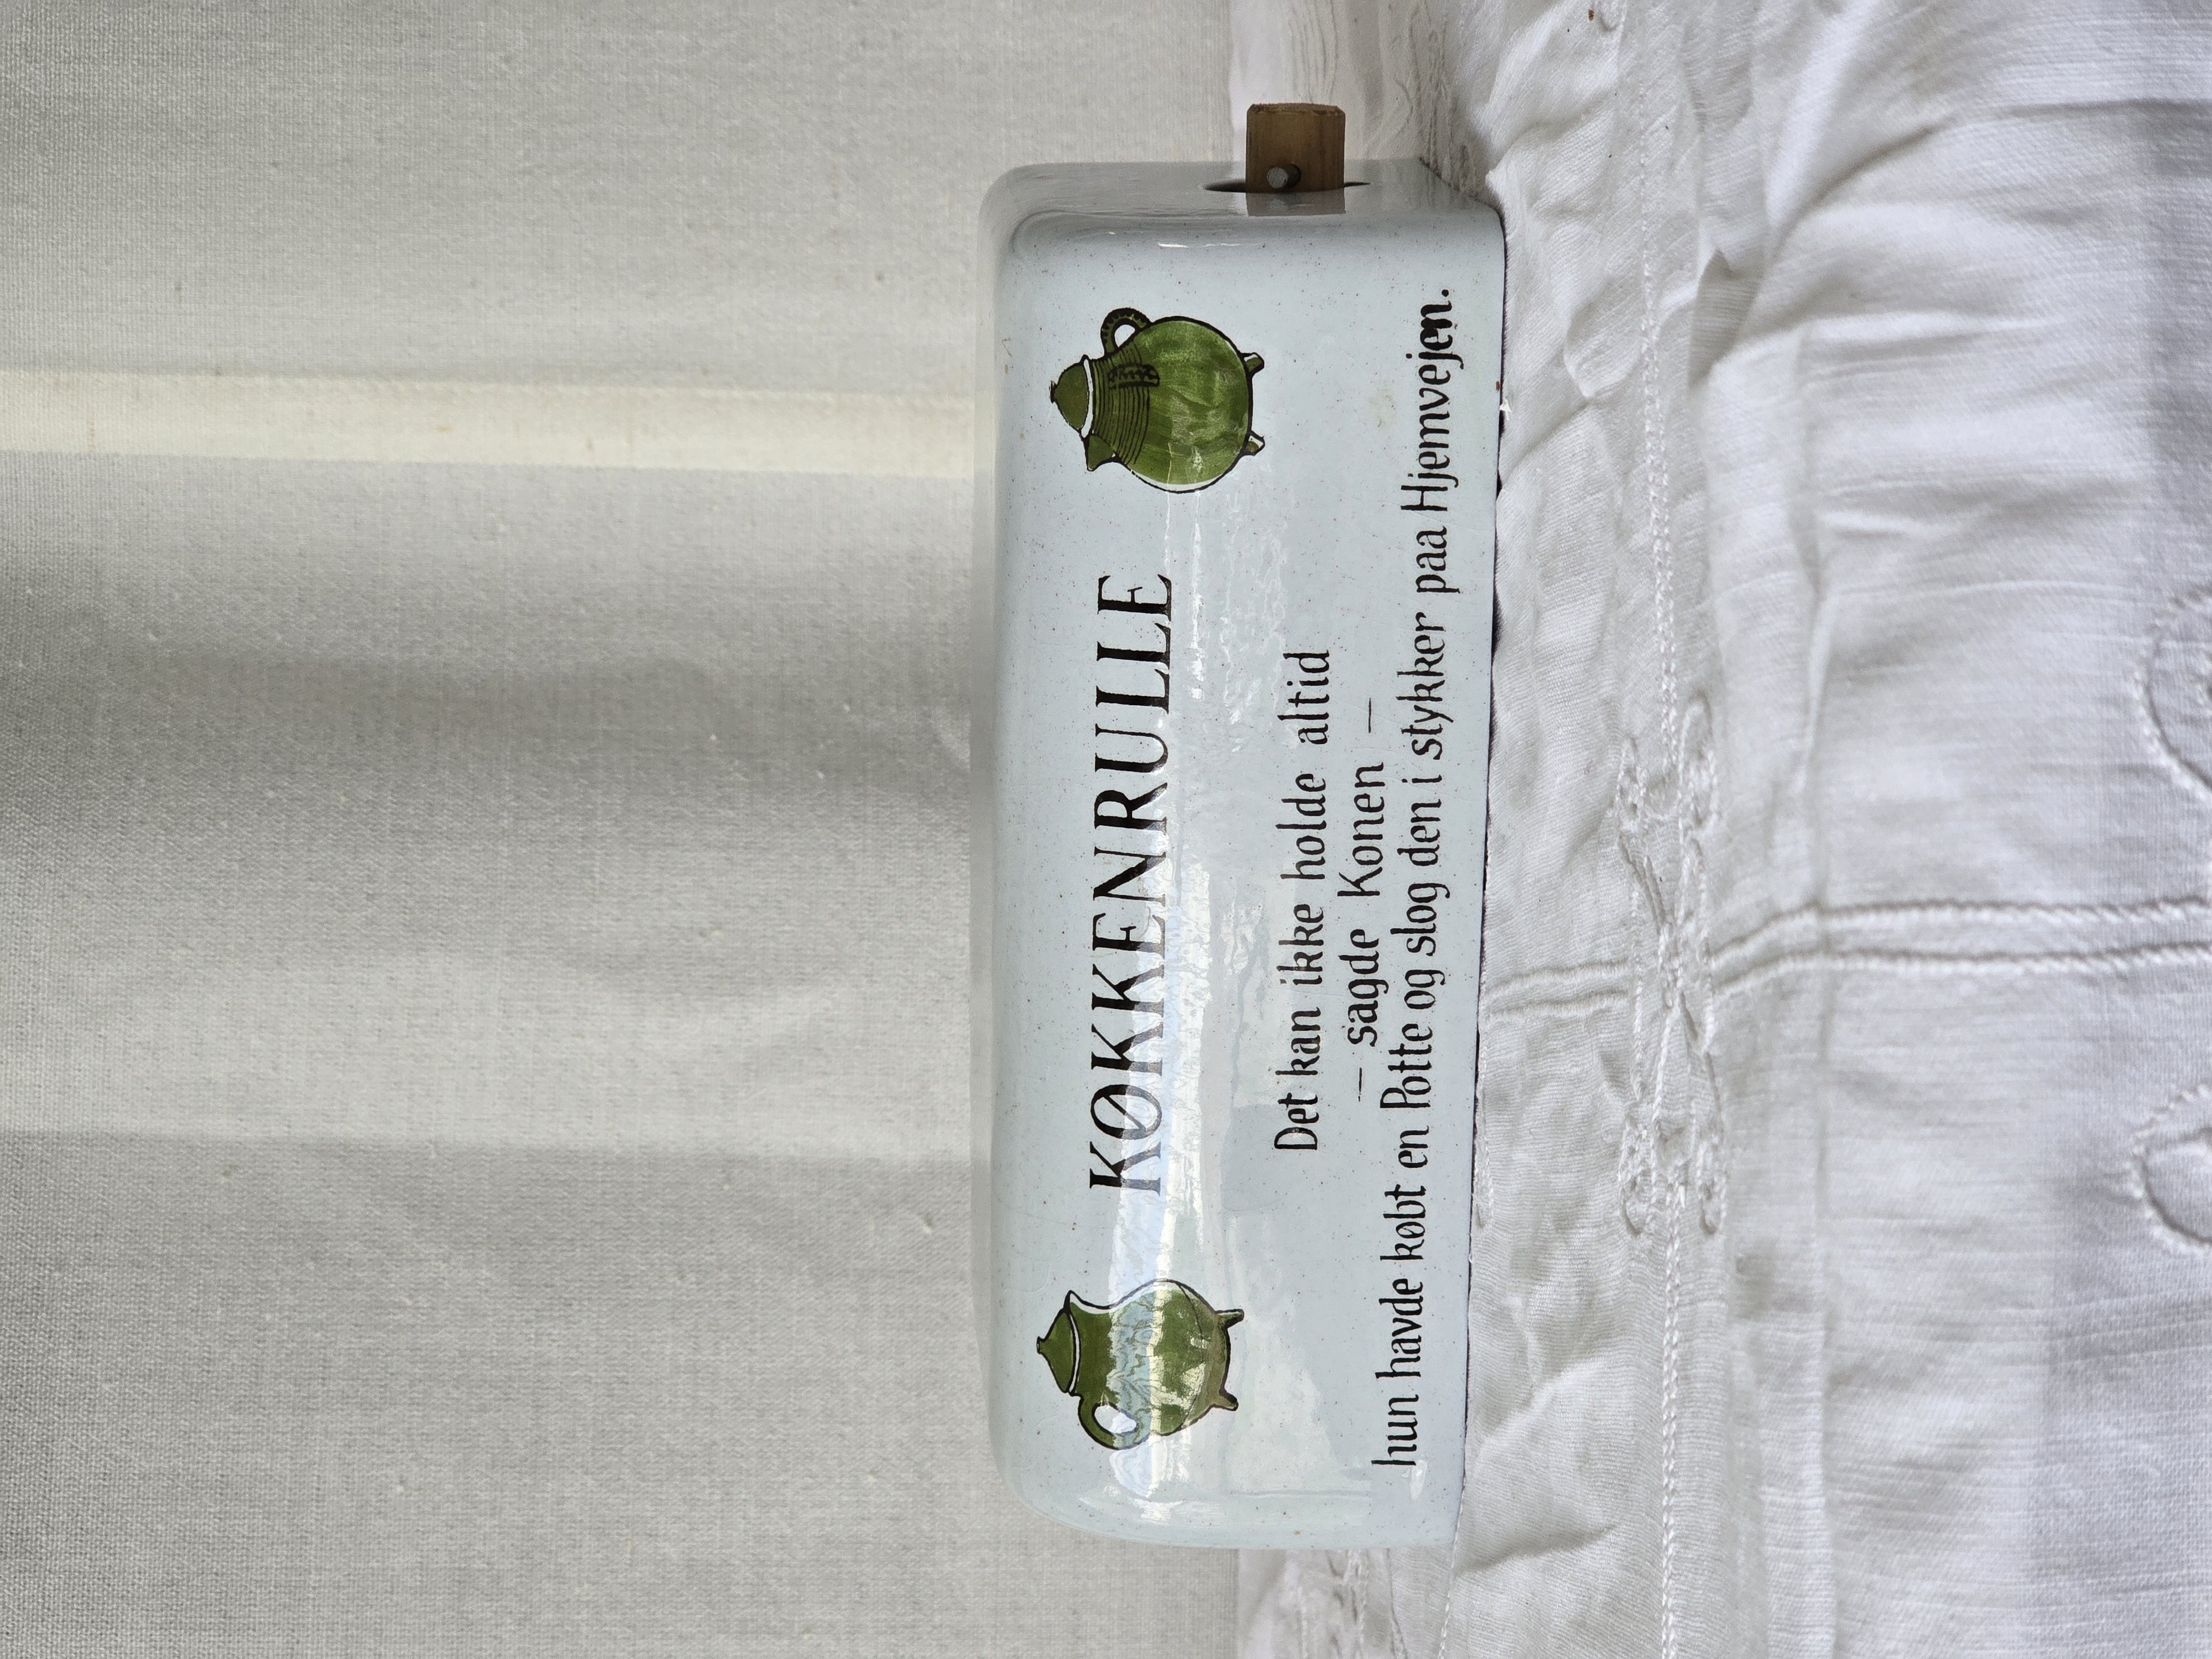 KØKKENRULLE
Det kan ikke holde altid
— sagde Konen —
hun havde købt en Potte og slog den i stykker paa Hjemvejen.